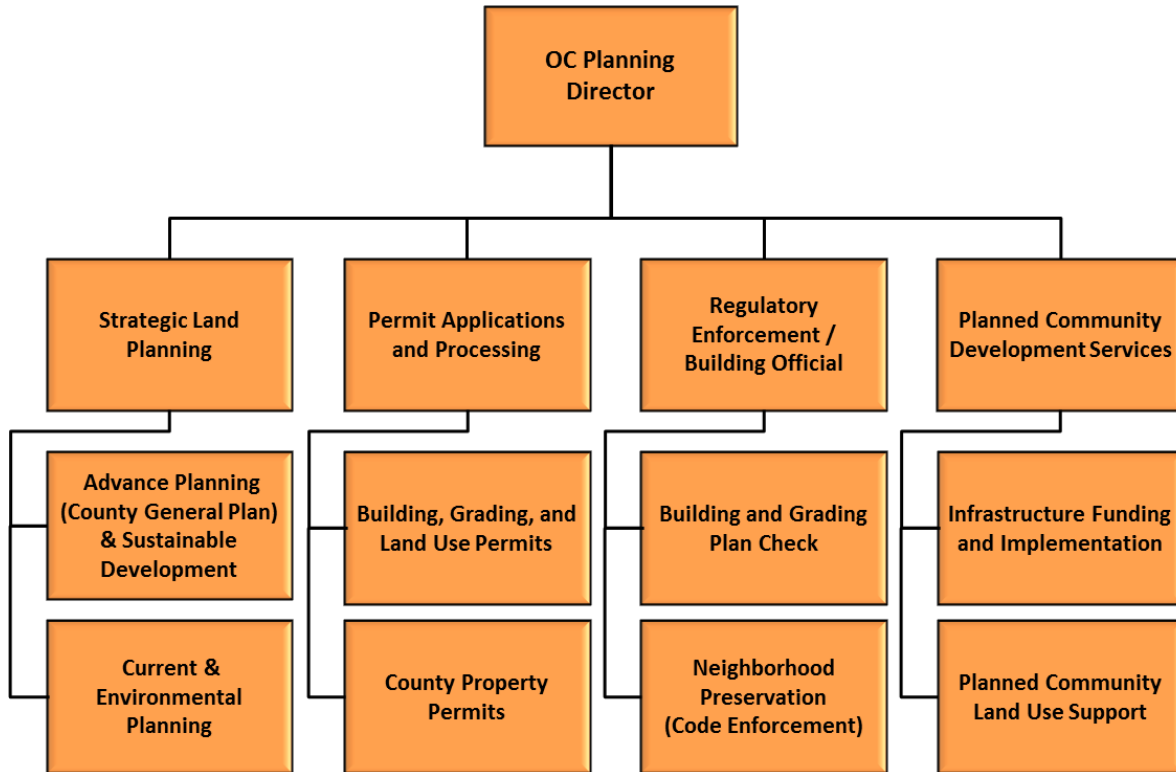 OC Planning
Director
Strategic Land
Planning
Permit Applications
and Processing
Regulatory
Enforcement /
Building Official
Planned Community
Development Services
Advance Planning
(County General Plan)
& Sustainable
Development
Building, Grading, and
Land Use Permits
Building and Grading
Plan Check
Infrastructure Funding
and Implementation
Current &
Environmental
Planning
County Property
Permits
Neighborhood
Preservation
(Code Enforcement)
Planned Community
Land Use Support